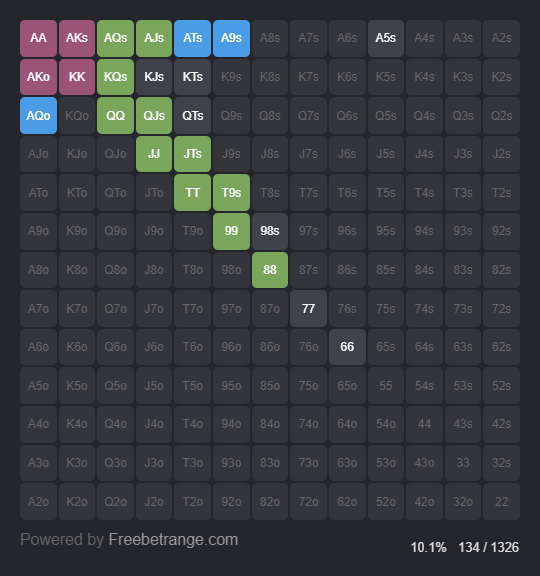 AA AKs AQs AJs ATs A9s A8s A7s A6s A5s A4s A3s A2s
AKo KK KQs KJs KTs K9s K8s K7s K6s K5s K4s K3s K2s
AQo KQo QQ QJs QTs Q9s Q8s Q7s Q6s Q5s Q4s Q3s Q2s
AJo KJo QJo JJ JTs J9s J8s J7s J6s J5s J4s J3s J2s
ATo KTo QTo JTo TT T9s T8s T7s T6s T5s T4s T3s T2s
A9o K9o Q9o J9o T9o 99 98s 97s 96s 95s 94s 93s 92s
A8o K8o Q8o J8o T8o 98o 88 87s 86s 85s 84s 83s 82s
A7o K7o Q7o J7o T7o 97o 87o 77 76s 75s 74s 73s 72s
A6o K6o Q6o J6o T6o 96o 86o 76o 66 65s 64s 63s 62s
A5o K5o Q5o J5o T5o 95o 85o 75o 65o 55 54s 53s 52s
A4o K4o Q4o J4o T4o 94o 84o 74o 64o 54o 44 43s 42s
A3o K3o Q3o J3o T3o 93o 83o 73o 63o 53o 43o 33 32s
A2o K2o Q2o J2o T2o 92o 82o 72o 62o 52o 42o 32o 22
Powered by Freebetrange.com
10.1% 134 / 1326